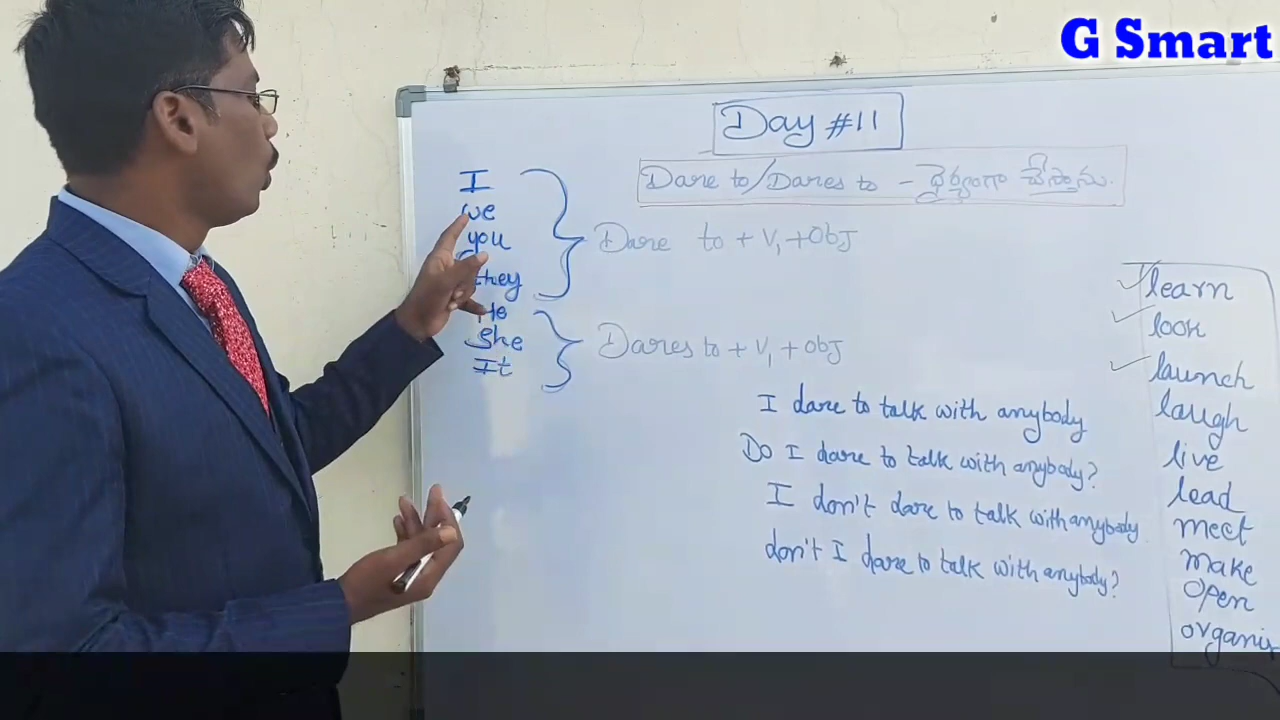 G Smart
Day #11
Dare to/Dares to - ధైర్యంగా చేస్తాను.
I
we
you
they
Dare to + V1 + Obj
He
She
It
Dares to + V1 + Obj
I dare to talk with anybody
Do I dare to talk with anybody?
I don't dare to talk with anybody.
don't I dare to talk with anybody?
learn
look
launch
laugh
live
lead
meet
make
open